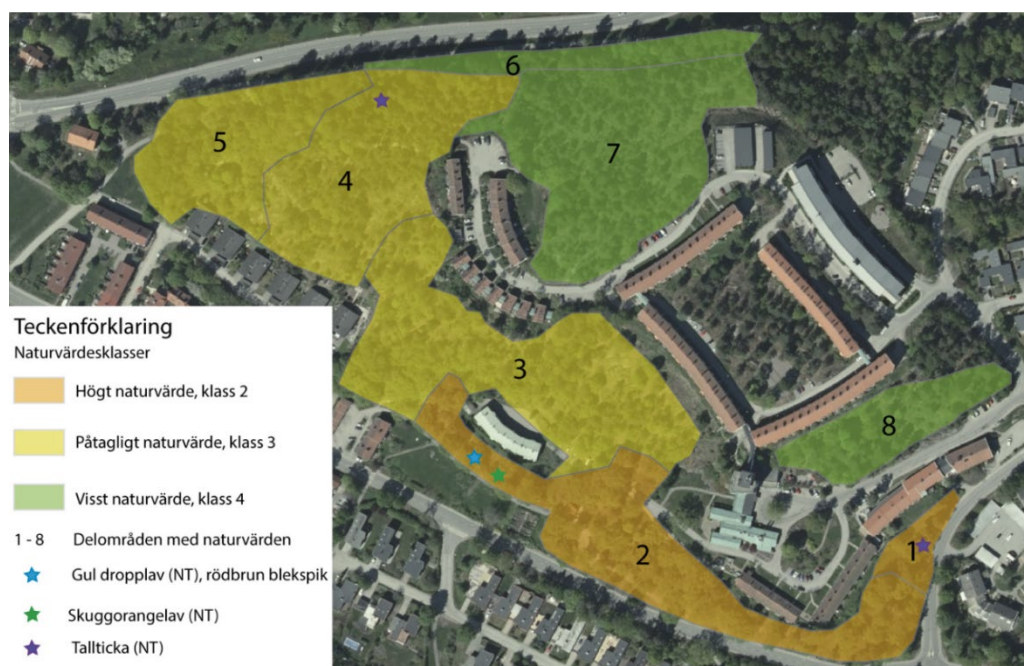 6
5
7
4
3
8
1
2
Teckenförklaring
Naturvärdesklasser
Högt naturvärde, klass 2
Påtagligt naturvärde, klass 3
Visst naturvärde, klass 4
1 - 8 Delområden med naturvärden
Gul dropplav (NT), rödbrun blekspik
Skuggorangelav (NT)
Tallticka (NT)